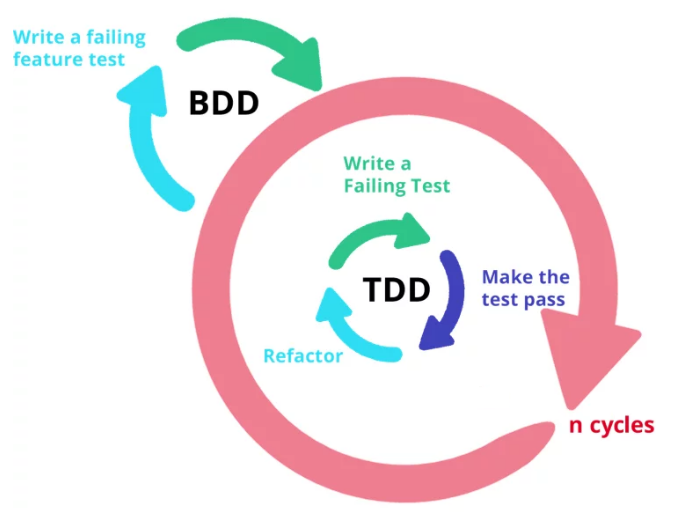 Write a failing
feature test
BDD
Write a
Failing Test
TDD
Make the
test pass
Refactor
n cycles